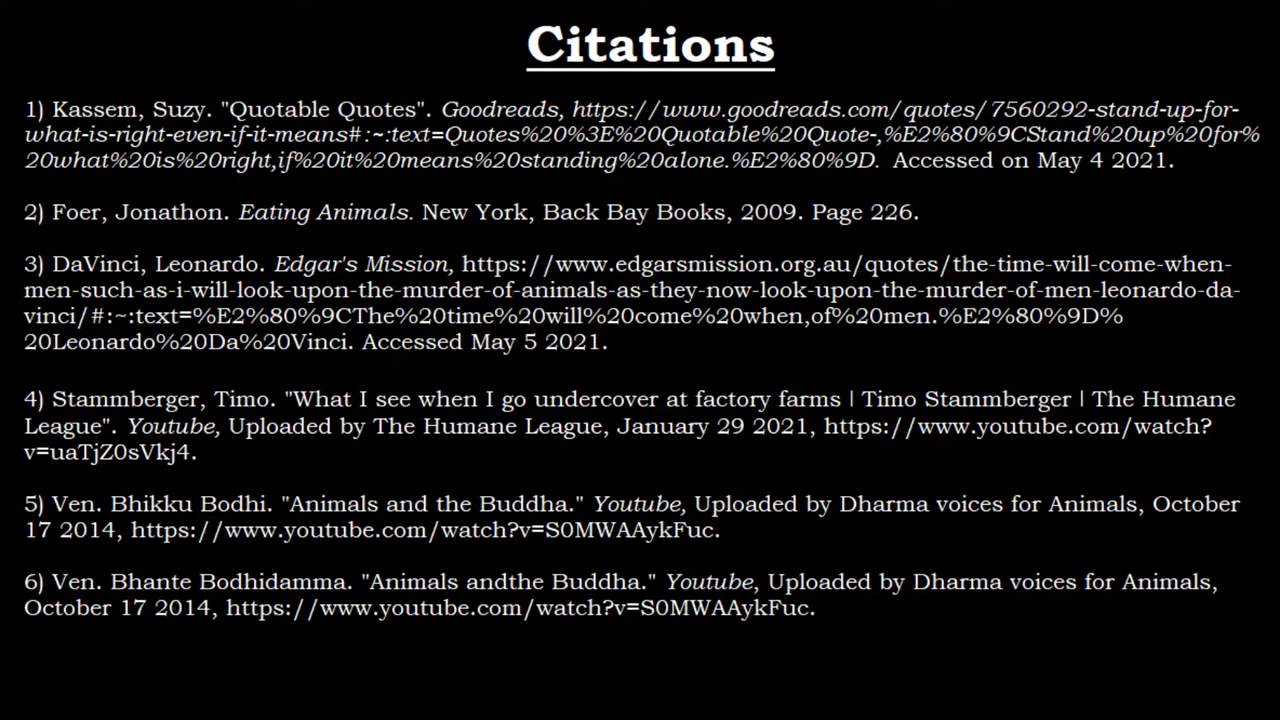 Citations
1) Kassem, Suzy. "Quotable Quotes". Goodreads, https://www.goodreads.com/quotes/7560292-stand-up-for-
what-is-right-even-if-it-means#:~:text=Quotes%20%3E%20Quotable%20Quote-,%E2%80%9CStand%20up%20for%
20what%20is%20right,if%20it%20means%20standing%20alone.%E2%80%9D. Accessed on May 4 2021.
2) Foer, Jonathon. Eating Animals. New York, Back Bay Books, 2009. Page 226.
3) DaVinci, Leonardo. Edgar's Mission, https://www.edgarsmission.org.au/quotes/the-time-will-come-when-
men-such-as-i-will-look-upon-the-murder-of-animals-as-they-now-look-upon-the-murder-of-men-leonardo-da-
vinci/#:~:text=%E2%80%9CThe%20time%20will%20come%20when,of%20men.%E2%80%9D%
20Leonardo%20Da%20Vinci. Accessed May 5 2021.
4) Stammberger, Timo. "What I see when I go undercover at factory farms | Timo Stammberger | The Humane
League". Youtube, Uploaded by The Humane League, January 29 2021, https://www.youtube.com/watch?
v=uaTjZ0sVkj4.
5) Ven. Bhikku Bodhi. "Animals and the Buddha." Youtube, Uploaded by Dharma voices for Animals, October
17 2014, https://www.youtube.com/watch?v=S0MWAAykFuc.
6) Ven. Bhante Bodhidamma. "Animals andthe Buddha." Youtube, Uploaded by Dharma voices for Animals,
October 17 2014, https://www.youtube.com/watch?v=S0MWAAykFuc.